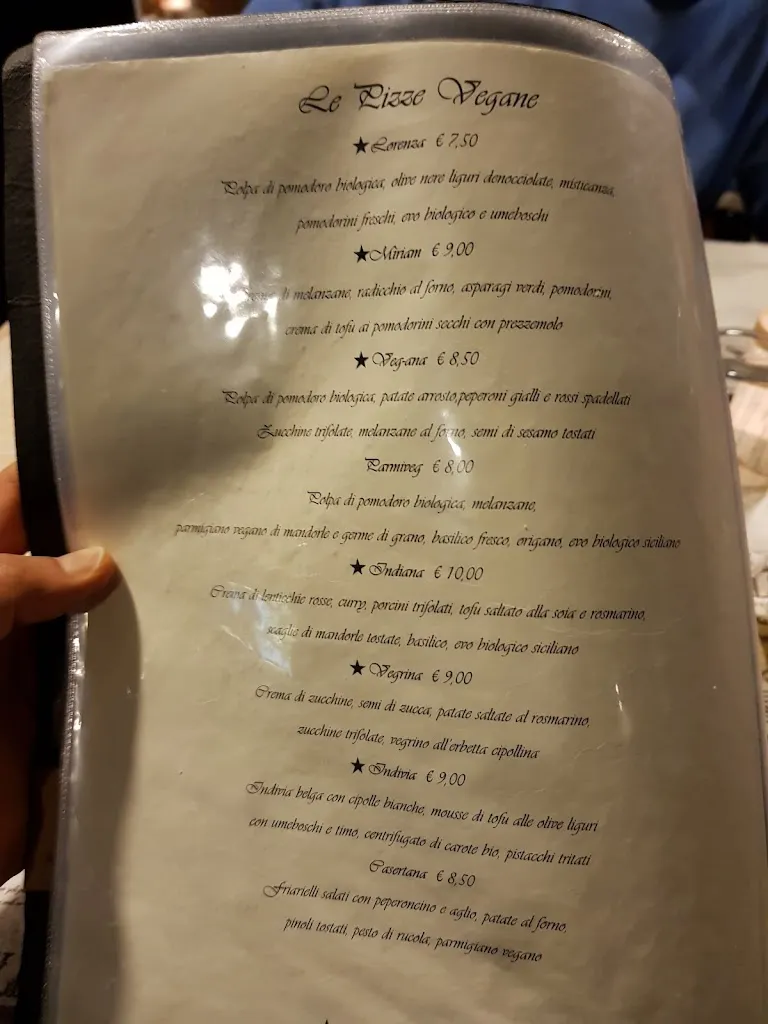 Le Pizze Vegane
★ Lorenza € 7,50
Polpa di pomodoro biologica, olive nere liguri denocciolate, misticanza,
pomodorini freschi, evo biologico e umeboschi
★ Miriam € 9,00
di melanzane, radicchio al forno, asparagi verdi, pomodorini,
crema di tofu ai pomodorini secchi con prezzemolo
★ Veg-ana € 8,50
Polpa di pomodoro biologica, patate arrosto,peperoni gialli e rossi spadellati
Zucchine trifolate, melanzane al forno, semi di sesamo tostati
Parmiveg € 8,00
Polpa di pomodoro biologica, melanzane,
parmigiano vegano di mandorle e germe di grano, basilico fresco, origano, evo biologico siciliano
★ Indiana € 10,00
Crema di lenticchie rosse, curry, porcini trifolati, tofu saltato alla soia e rosmarino,
scaglie di mandorle tostate, basilico, evo biologico siciliano
★ Vegrina € 9,00
Crema di zucchine, semi di zucca, patate saltate al rosmarino,
zucchine trifolate, vegrino all'erbetta cipollina
★ Indivia € 9,00
Indivia belga con cipolle bianche, mousse di tofu alle olive liguri
con umeboschi e timo, centrifugato di carote bio, pistacchi tritati
Casertana € 8,50
Friarielli salati con peperoncino e aglio, patate al forno,
pinoli tostati, pesto di rucola, parmigiano vegano